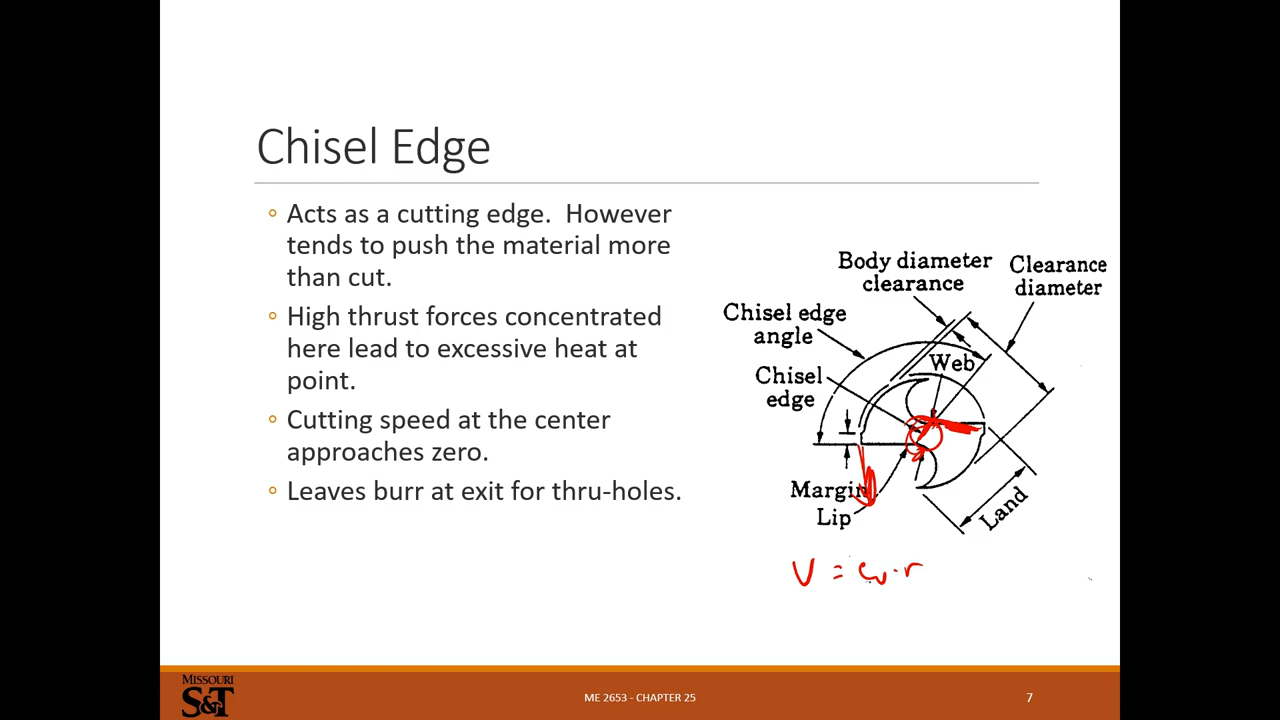 Chisel Edge
Acts as a cutting edge.  However
tends to push the material more
than cut.
High thrust forces concentrated
here lead to excessive heat at
point.
Cutting speed at the center
approaches zero.
Leaves burr at exit for thru-holes.
Body diameter
clearance
Clearance
diameter
Chisel edge
angle
Web
Chisel
edge
Margin
Lip
Land
V = ω·r
MISSOURI
S&T
ME 2653 - CHAPTER 25
7